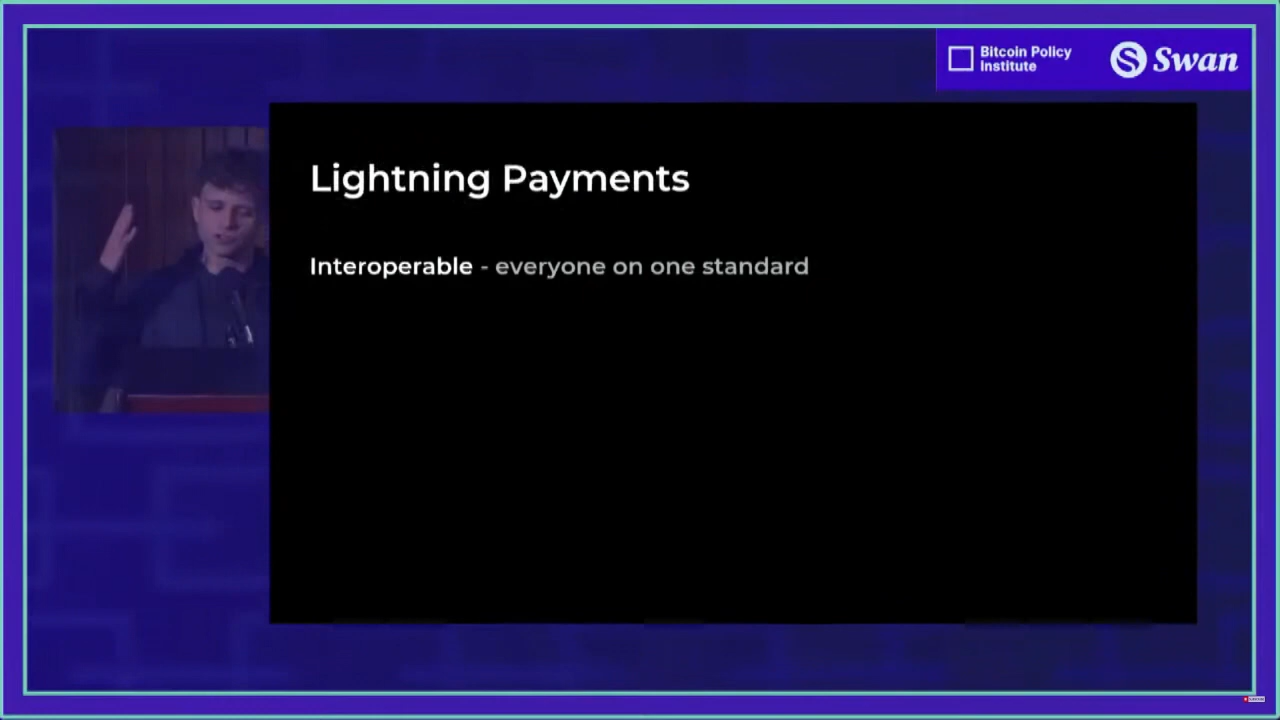 Bitcoin Policy
Institute
Swan
Lightning Payments
Interoperable - everyone on one standard